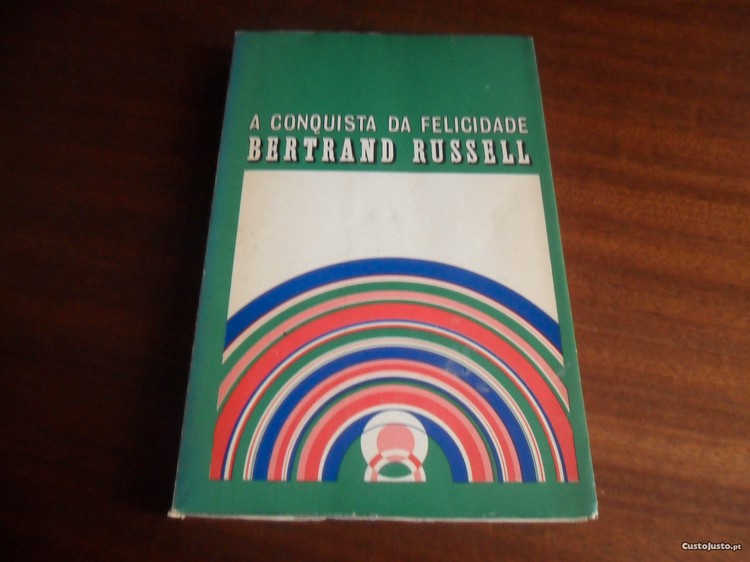 A CONQUISTA DA FELICIDADE
BERTRAND RUSSELL
CustoJusto.pt